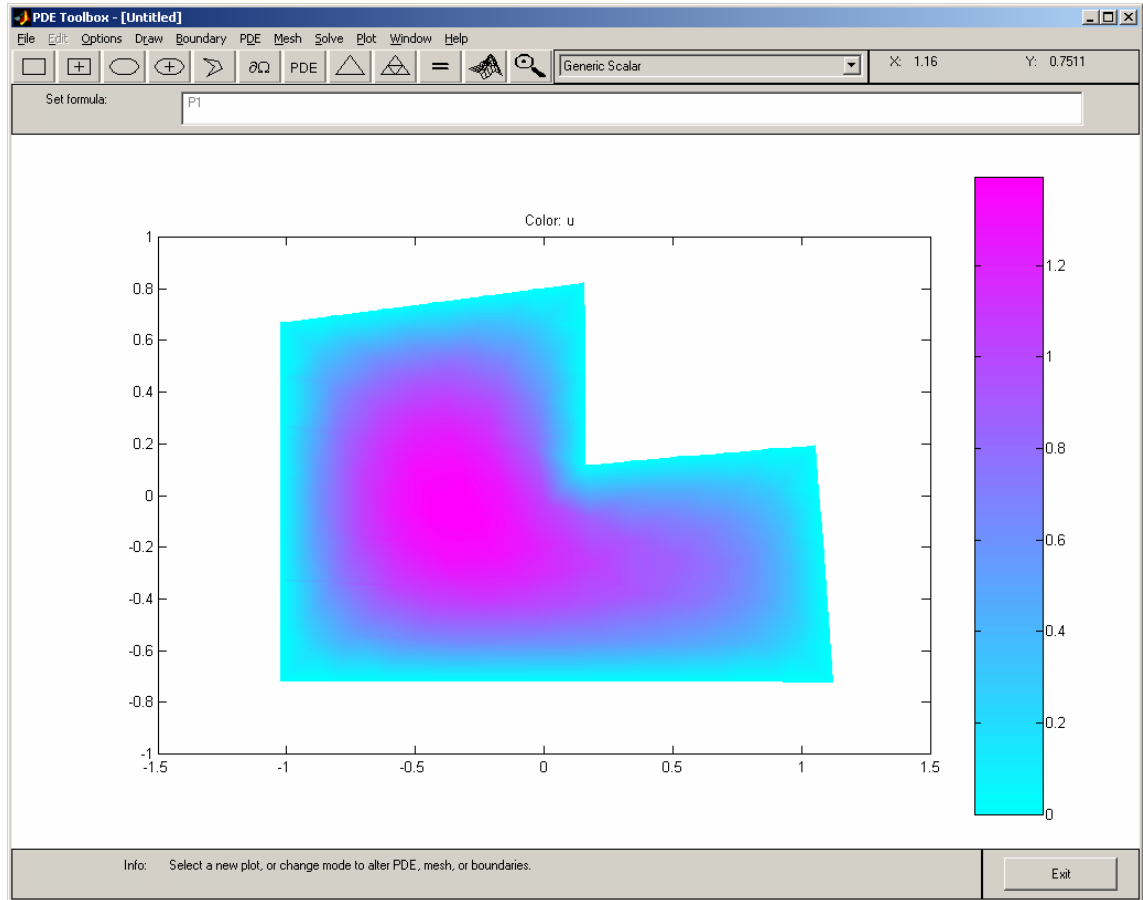 PDE Toolbox - [Untitled]
File Edit Options Draw Boundary PDE Mesh Solve Plot Window Help
∂Ω PDE = Generic Scalar X: 1.16 Y: 0.7511
Set formula: P1
Color: u
1
0.8
0.6
0.4
0.2
0
-0.2
-0.4
-0.6
-0.8
-1
-1.5 -1 -0.5 0 0.5 1 1.5
1.2
1
0.8
0.6
0.4
0.2
0
Info: Select a new plot, or change mode to alter PDE, mesh, or boundaries.
Exit